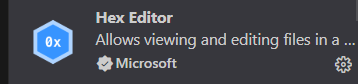 Hex Editor
0x
Allows viewing and editing files in a ...
Microsoft